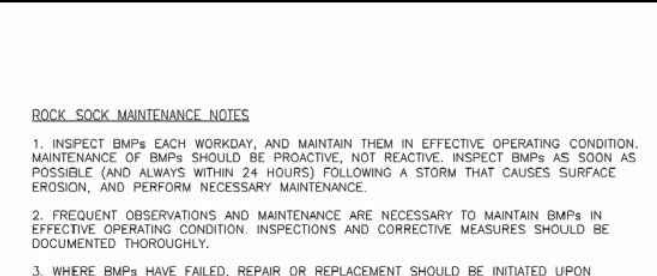 ROCK SOCK MAINTENANCE NOTES
1. INSPECT BMPs EACH WORKDAY, AND MAINTAIN THEM IN EFFECTIVE OPERATING CONDITION.
MAINTENANCE OF BMPs SHOULD BE PROACTIVE, NOT REACTIVE. INSPECT BMPs AS SOON AS
POSSIBLE (AND ALWAYS WITHIN 24 HOURS) FOLLOWING A STORM THAT CAUSES SURFACE
EROSION, AND PERFORM NECESSARY MAINTENANCE.
2. FREQUENT OBSERVATIONS AND MAINTENANCE ARE NECESSARY TO MAINTAIN BMPs IN
EFFECTIVE OPERATING CONDITION. INSPECTIONS AND CORRECTIVE MEASURES SHOULD BE
DOCUMENTED THOROUGHLY.
3. WHERE BMPs HAVE FAILED, REPAIR OR REPLACEMENT SHOULD BE INITIATED UPON